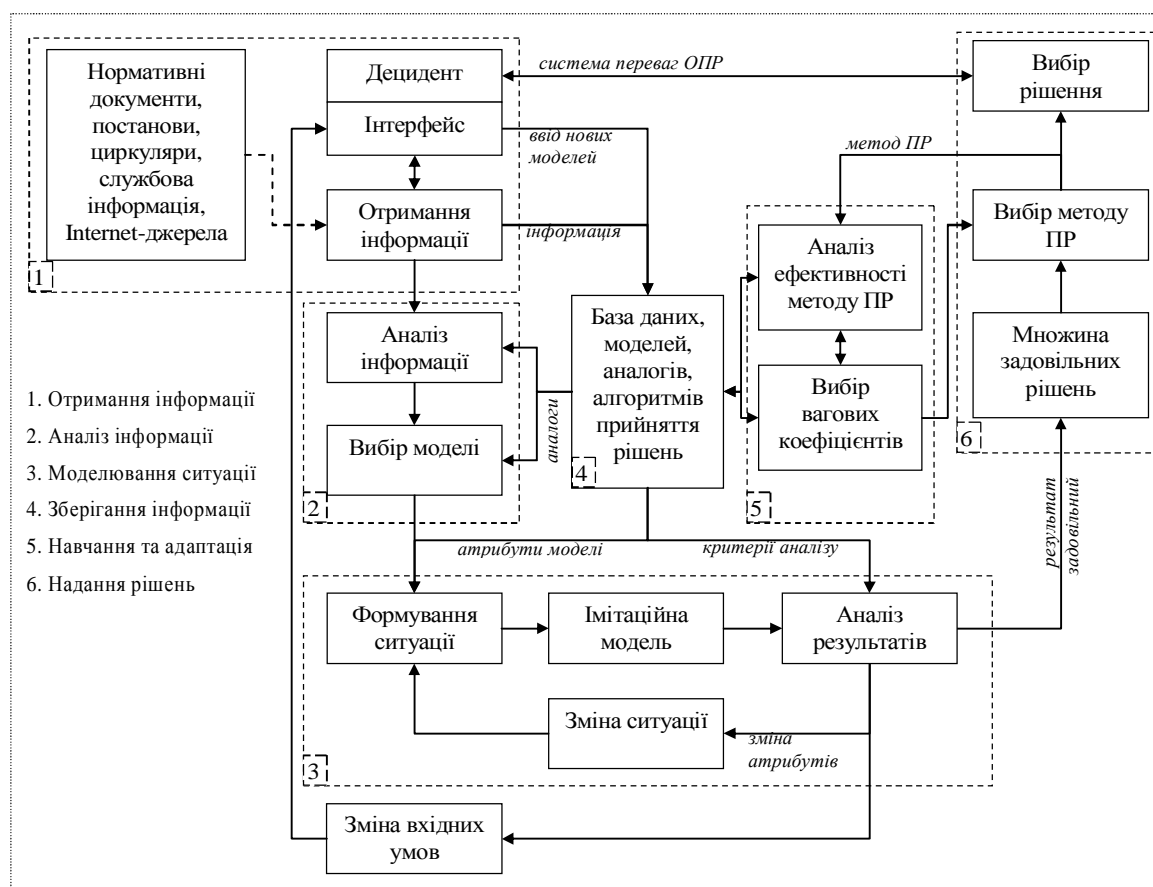 Нормативні
документи,
постанови,
циркуляри,
службова
інформація,
Internet-джерела
1
Децидент
Інтерфейс
Отримання
інформації
система переваг ОПР
ввід нових
моделей
інформація
метод ПР
Вибір
рішення
Вибір методу
ПР
Множина
задовільних
рішень
6
Аналіз
ефективності
методу ПР
Вибір
вагових
коефіцієнтів
5
База даних,
моделей,
аналогів,
алгоритмів
прийняття
рішень
4
Аналіз
інформації
Вибір моделі
2
аналоги
1. Отримання інформації
2. Аналіз інформації
3. Моделювання ситуації
4. Зберігання інформації
5. Навчання та адаптація
6. Надання рішень
атрибути моделі
критерії аналізу
результат
задовільний
Формування
ситуації
Імітаційна
модель
Аналіз
результатів
Зміна ситуації
зміна
атрибутів
3
Зміна вхідних
умов